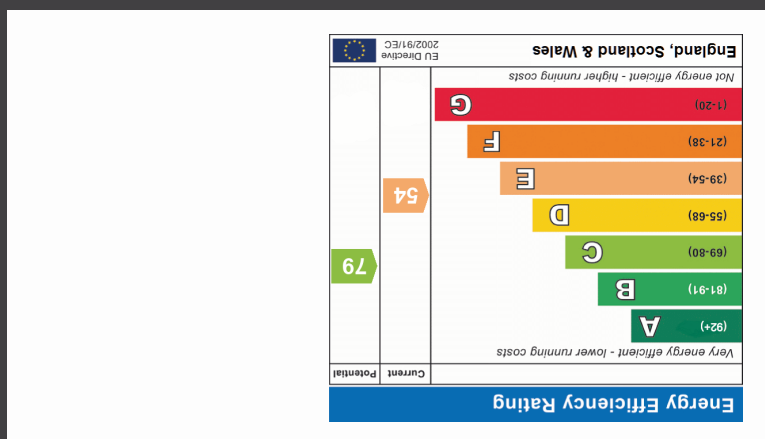 Energy Efficiency Rating
Current Potential
Very energy efficient - lower running costs
(92+) A
(81-91) B
(69-80) C
79
(55-68) D
(39-54) E
54
(21-38) F
(1-20) G
Not energy efficient - higher running costs
England, Scotland & Wales
EU Directive
2002/91/EC